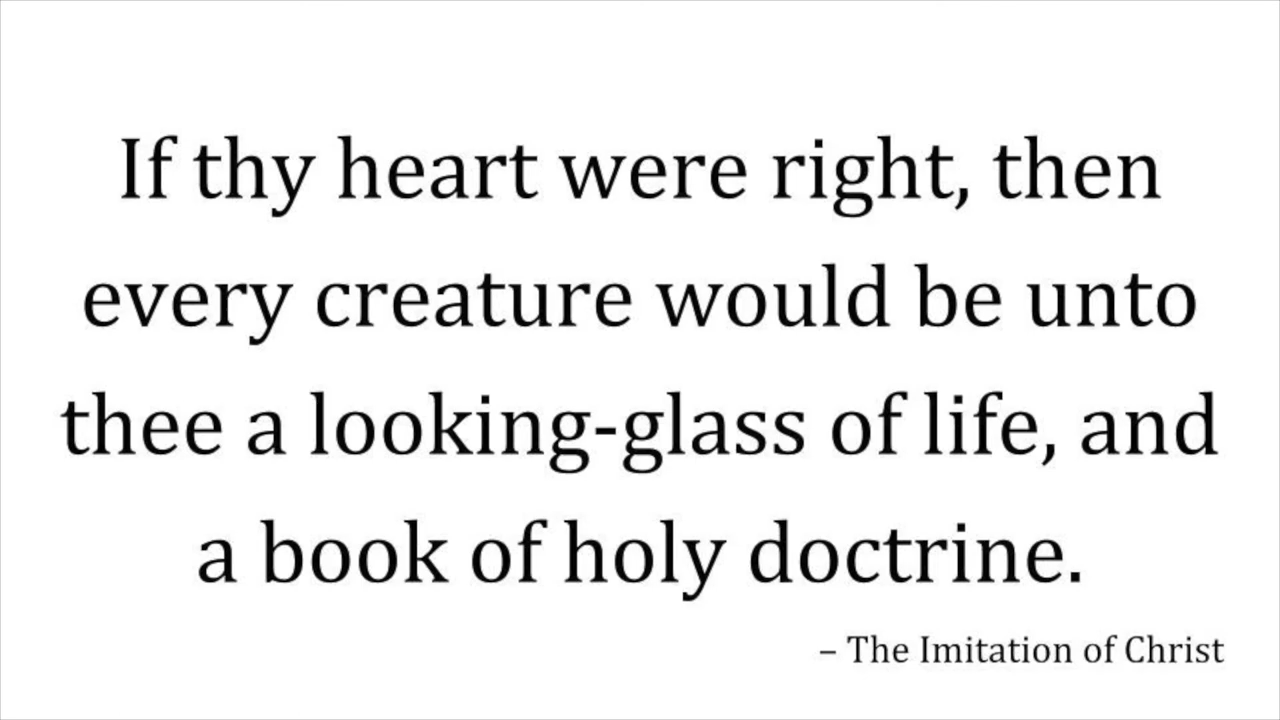 If thy heart were right, then
every creature would be unto
thee a looking-glass of life, and
a book of holy doctrine.
– The Imitation of Christ